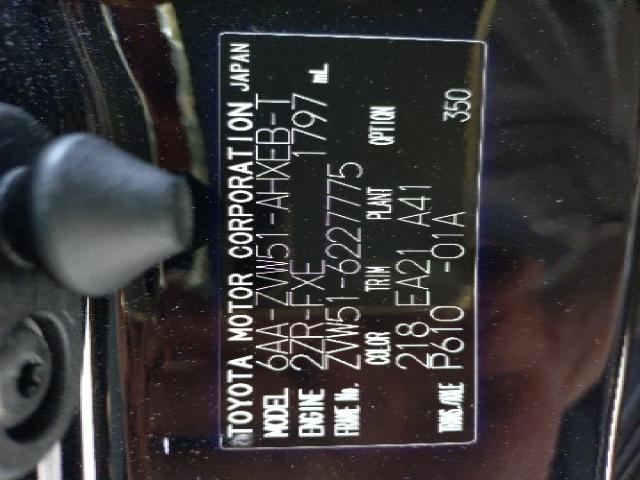 TOYOTA MOTOR CORPORATION JAPAN
MODEL 6AA-ZVW51-AHXEB-T
ENGINE 2ZR-FXE 1797 mL
FRAME No. ZVW51-6227775
COLOR TRIM PLANT OPTION
218 EA21 A41
TRANS/AXLE P610 -01A 350